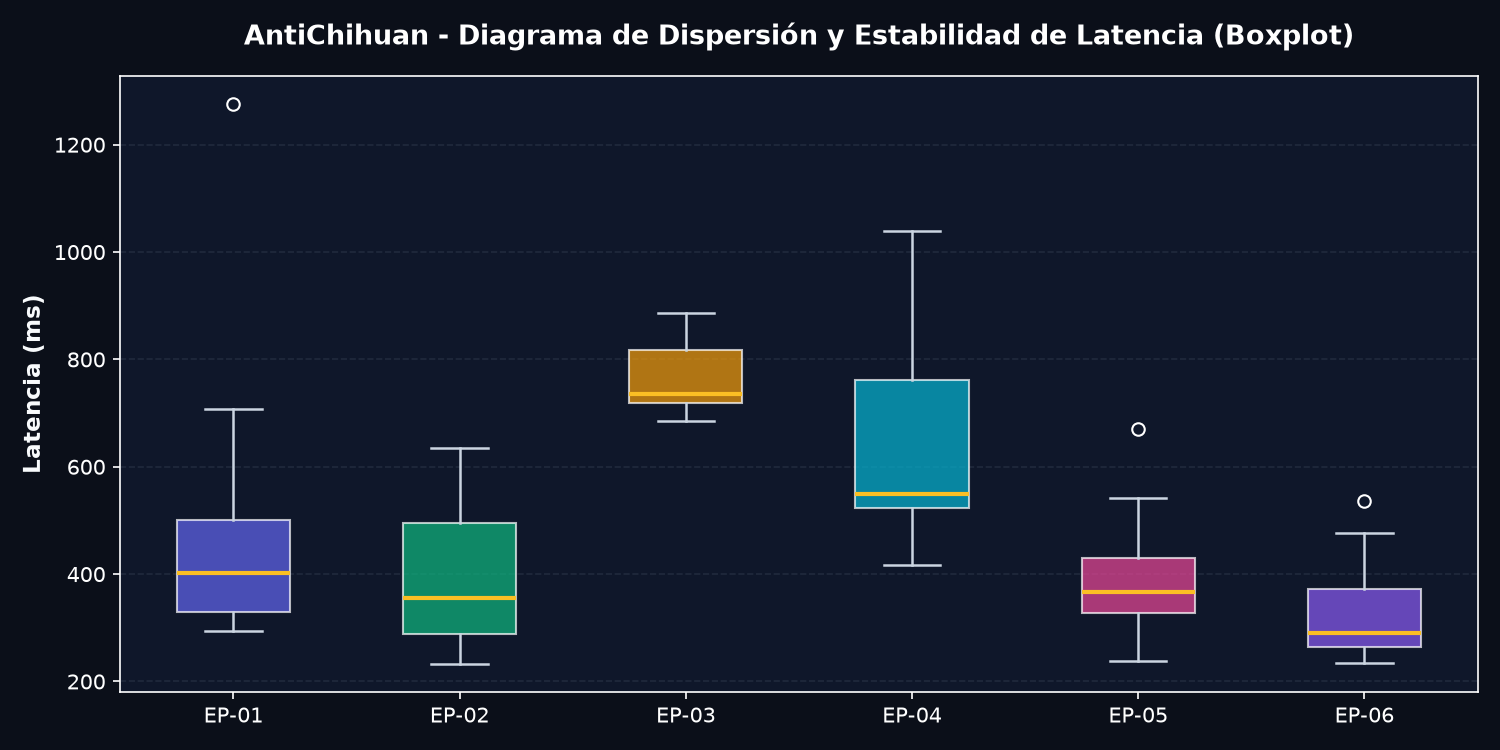 AntiChihuan - Diagrama de Dispersión y Estabilidad de Latencia (Boxplot)
Latencia (ms)
1200
1000
800
600
400
200
EP-01 EP-02 EP-03 EP-04 EP-05 EP-06